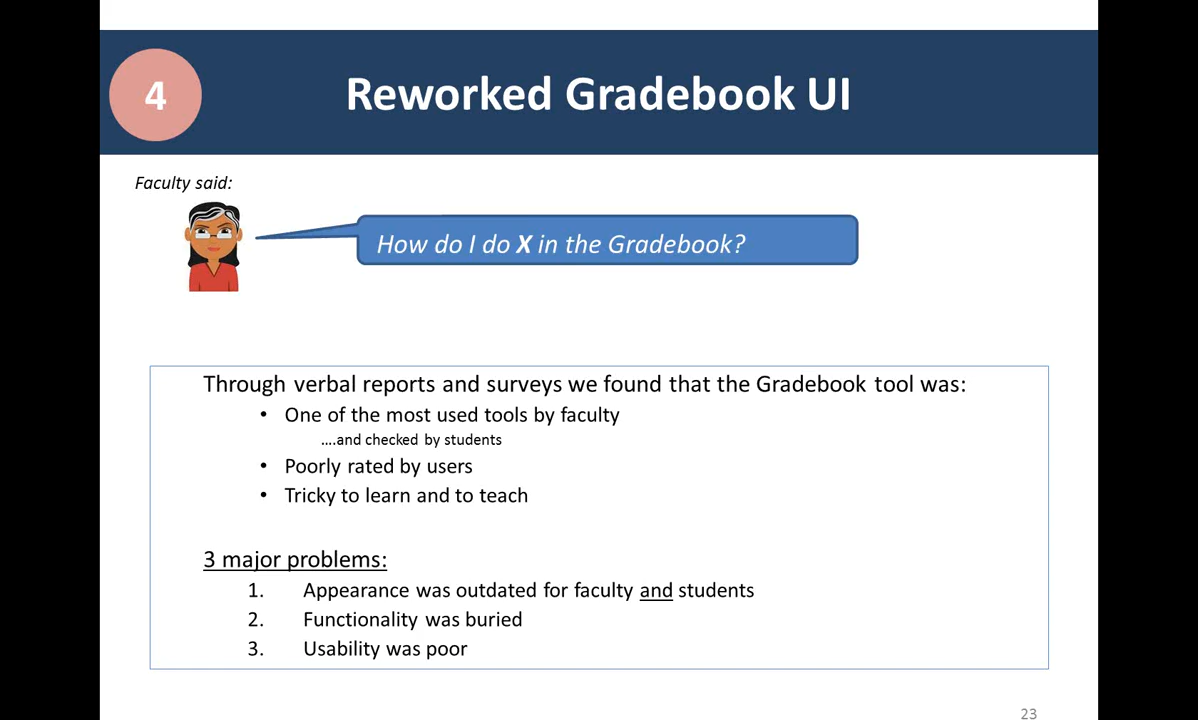 4
Reworked Gradebook UI
Faculty said:
How do I do X in the Gradebook?
Through verbal reports and surveys we found that the Gradebook tool was:
• One of the most used tools by faculty
....and checked by students
• Poorly rated by users
• Tricky to learn and to teach
3 major problems:
1. Appearance was outdated for faculty and students
2. Functionality was buried
3. Usability was poor
23